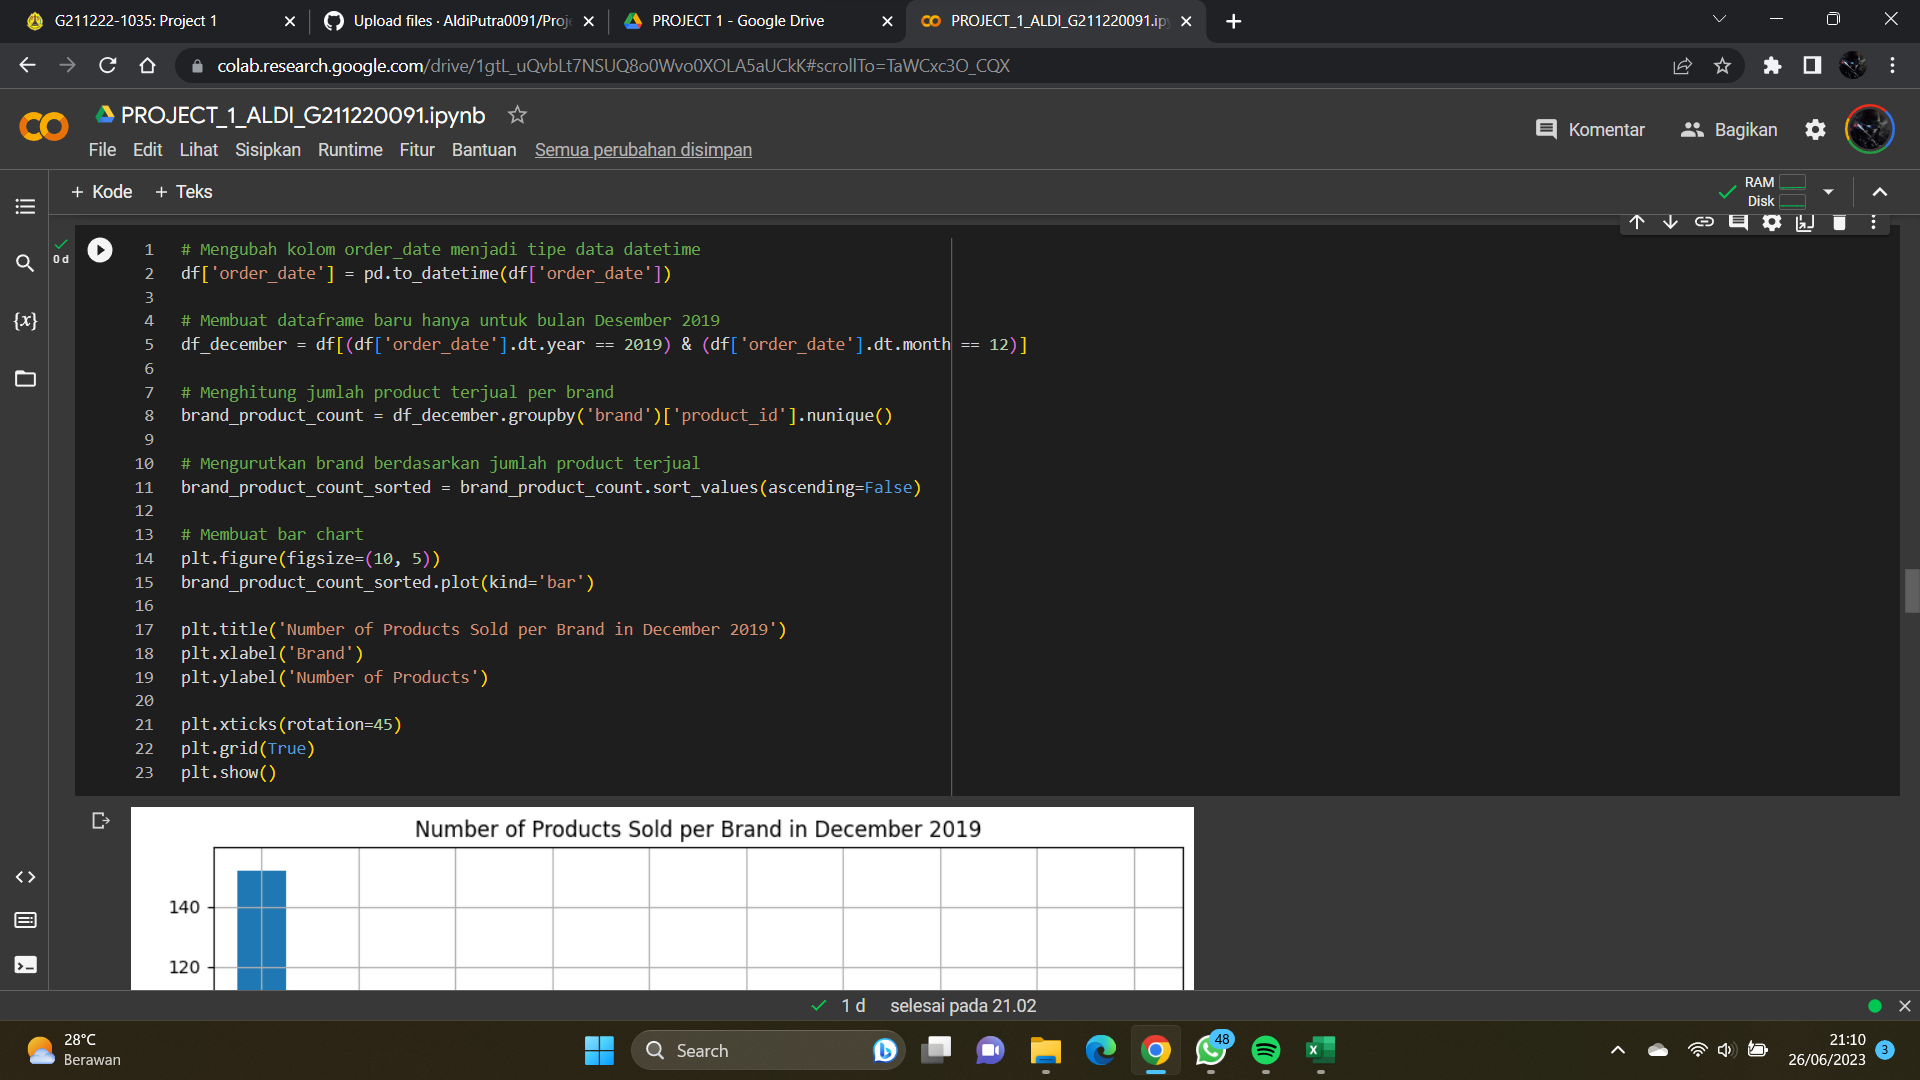 G211222-1035: Project 1
Upload files · AldiPutra0091/Proje
PROJECT 1 - Google Drive
PROJECT_1_ALDI_G211220091.ip
colab.research.google.com/drive/1gtL_uQvbLt7NSUQ8o0Wvo0XOLA5aUCkK#scrollTo=TaWCxc3O_CQX
PROJECT_1_ALDI_G211220091.ipynb
Komentar
Bagikan
File Edit Lihat Sisipkan Runtime Fitur Bantuan Semua perubahan disimpan
+ Kode + Teks
RAM
Disk
0 d
1 # Mengubah kolom order_date menjadi tipe data datetime
2 df['order_date'] = pd.to_datetime(df['order_date'])
3
4 # Membuat dataframe baru hanya untuk bulan Desember 2019
5 df_december = df[(df['order_date'].dt.year == 2019) & (df['order_date'].dt.month == 12)]
6
7 # Menghitung jumlah product terjual per brand
8 brand_product_count = df_december.groupby('brand')['product_id'].nunique()
9
10 # Mengurutkan brand berdasarkan jumlah product terjual
11 brand_product_count_sorted = brand_product_count.sort_values(ascending=False)
12
13 # Membuat bar chart
14 plt.figure(figsize=(10, 5))
15 brand_product_count_sorted.plot(kind='bar')
16
17 plt.title('Number of Products Sold per Brand in December 2019')
18 plt.xlabel('Brand')
19 plt.ylabel('Number of Products')
20
21 plt.xticks(rotation=45)
22 plt.grid(True)
23 plt.show()
{x}
Number of Products Sold per Brand in December 2019
140
120
1 d selesai pada 21.02
28°C
Berawan
Search
48
21:10
26/06/2023
3